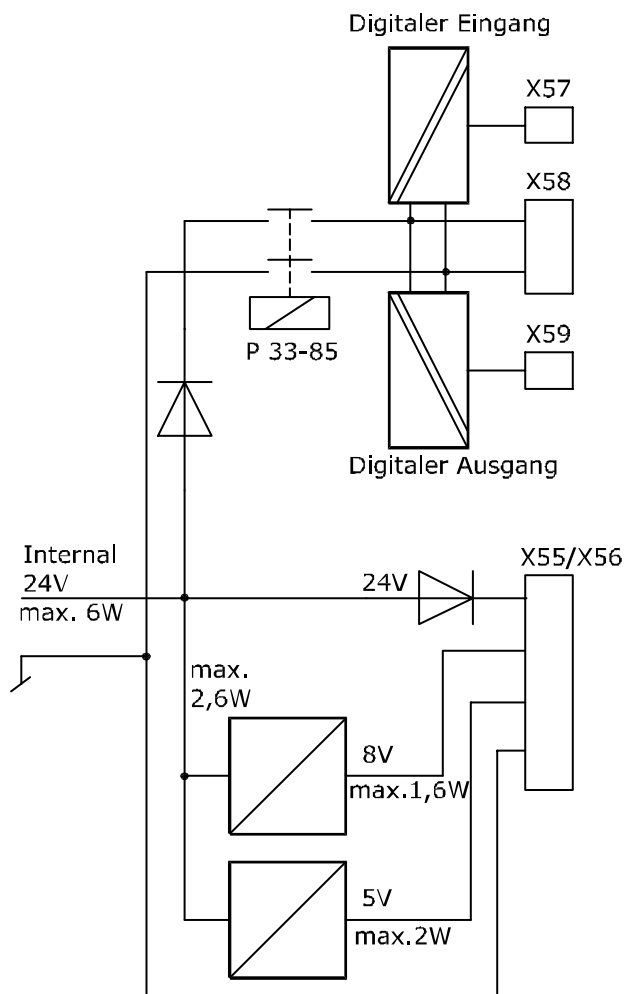 Digitaler Eingang
X57
X58
P 33-85
X59
Digitaler Ausgang
Internal
24V
max. 6W
24V
X55/X56
max.
2,6W
8V
max.1,6W
5V
max.2W